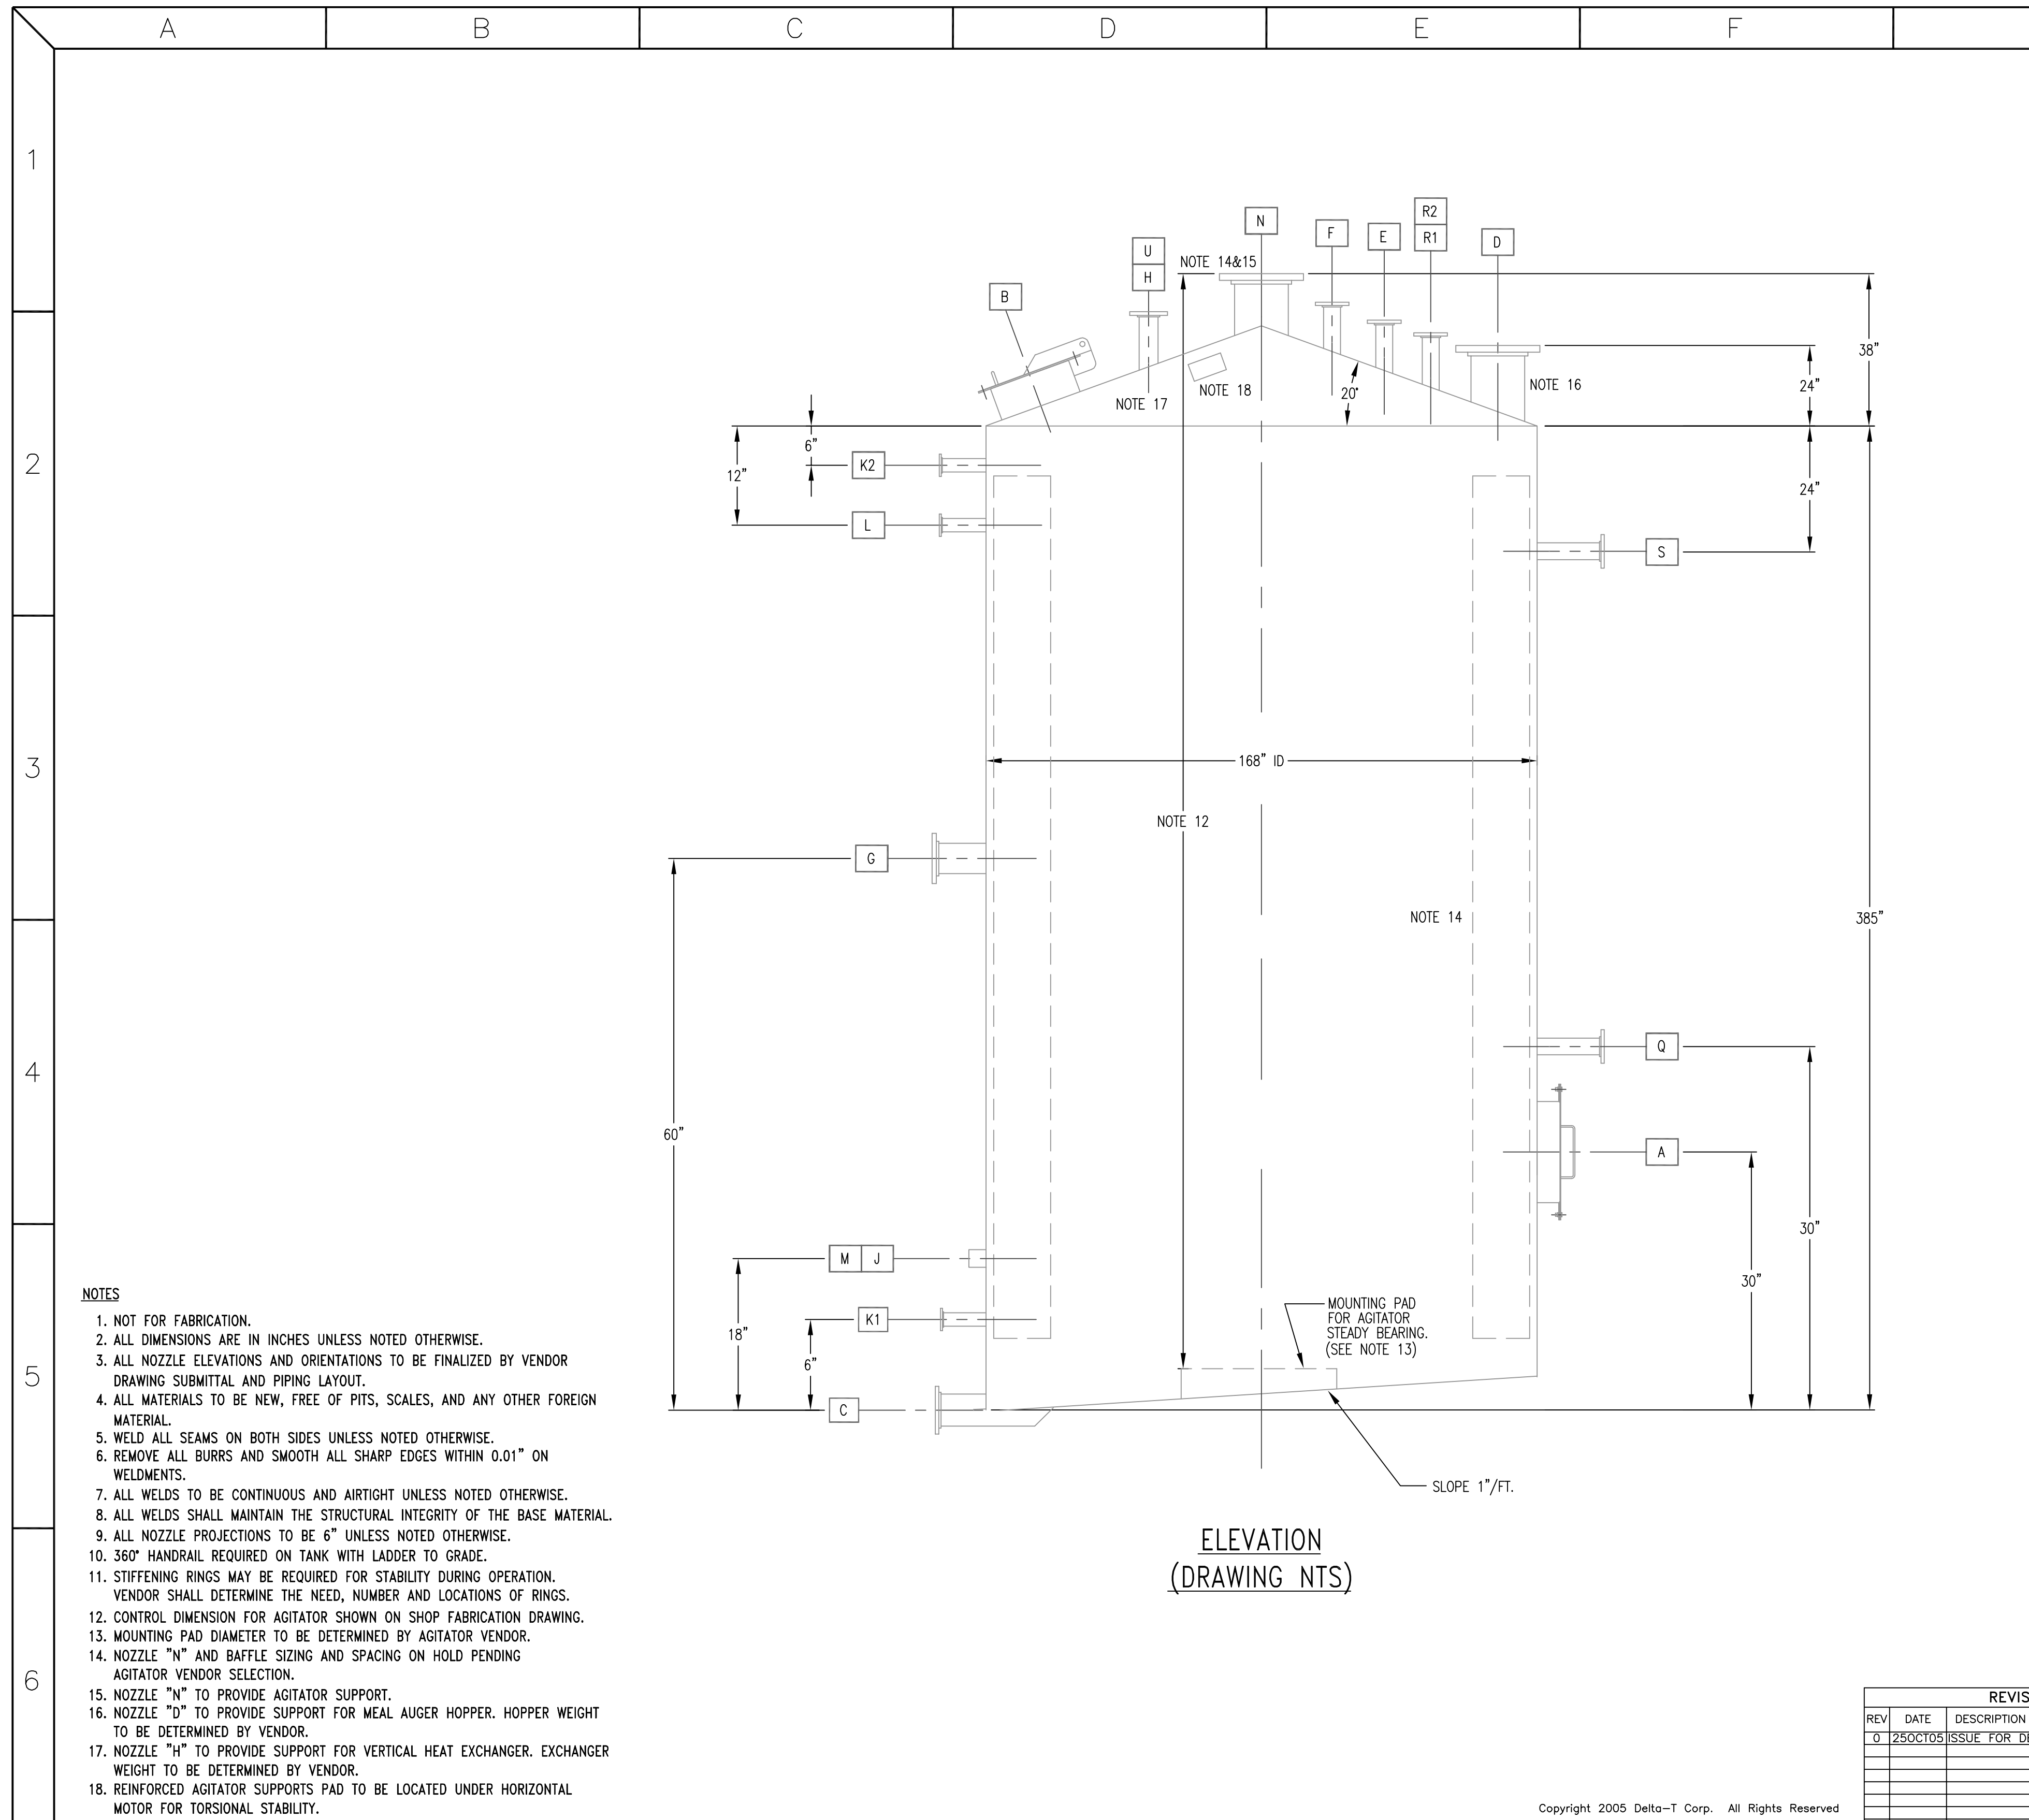 A B C D E F
1
N
R2
F
E
R1
D
U
NOTE 14&15
H
B
38"
24"
NOTE 16
NOTE 18
20°
NOTE 17
6"
2
K2
12"
24"
L
S
3
168" ID
NOTE 12
G
NOTE 14
385"
Q
4
60"
A
30"
M J
30"
MOUNTING PAD
FOR AGITATOR
STEADY BEARING.
(SEE NOTE 13)
K1
18"
6"
5
C
SLOPE 1"/FT.
ELEVATION
(DRAWING NTS)
NOTES
1. NOT FOR FABRICATION.
2. ALL DIMENSIONS ARE IN INCHES UNLESS NOTED OTHERWISE.
3. ALL NOZZLE ELEVATIONS AND ORIENTATIONS TO BE FINALIZED BY VENDOR
DRAWING SUBMITTAL AND PIPING LAYOUT.
4. ALL MATERIALS TO BE NEW, FREE OF PITS, SCALES, AND ANY OTHER FOREIGN
MATERIAL.
5. WELD ALL SEAMS ON BOTH SIDES UNLESS NOTED OTHERWISE.
6. REMOVE ALL BURRS AND SMOOTH ALL SHARP EDGES WITHIN 0.01" ON
WELDMENTS.
7. ALL WELDS TO BE CONTINUOUS AND AIRTIGHT UNLESS NOTED OTHERWISE.
8. ALL WELDS SHALL MAINTAIN THE STRUCTURAL INTEGRITY OF THE BASE MATERIAL.
9. ALL NOZZLE PROJECTIONS TO BE 6" UNLESS NOTED OTHERWISE.
10. 360° HANDRAIL REQUIRED ON TANK WITH LADDER TO GRADE.
11. STIFFENING RINGS MAY BE REQUIRED FOR STABILITY DURING OPERATION.
VENDOR SHALL DETERMINE THE NEED, NUMBER AND LOCATIONS OF RINGS.
12. CONTROL DIMENSION FOR AGITATOR SHOWN ON SHOP FABRICATION DRAWING.
13. MOUNTING PAD DIAMETER TO BE DETERMINED BY AGITATOR VENDOR.
14. NOZZLE "N" AND BAFFLE SIZING AND SPACING ON HOLD PENDING
AGITATOR VENDOR SELECTION.
15. NOZZLE "N" TO PROVIDE AGITATOR SUPPORT.
16. NOZZLE "D" TO PROVIDE SUPPORT FOR MEAL AUGER HOPPER. HOPPER WEIGHT
TO BE DETERMINED BY VENDOR.
17. NOZZLE "H" TO PROVIDE SUPPORT FOR VERTICAL HEAT EXCHANGER. EXCHANGER
WEIGHT TO BE DETERMINED BY VENDOR.
18. REINFORCED AGITATOR SUPPORTS PAD TO BE LOCATED UNDER HORIZONTAL
MOTOR FOR TORSIONAL STABILITY.
6
REVIS
REV DATE DESCRIPTION
0 25OCT05 ISSUE FOR DE
Copyright 2005 Delta-T Corp. All Rights Reserved